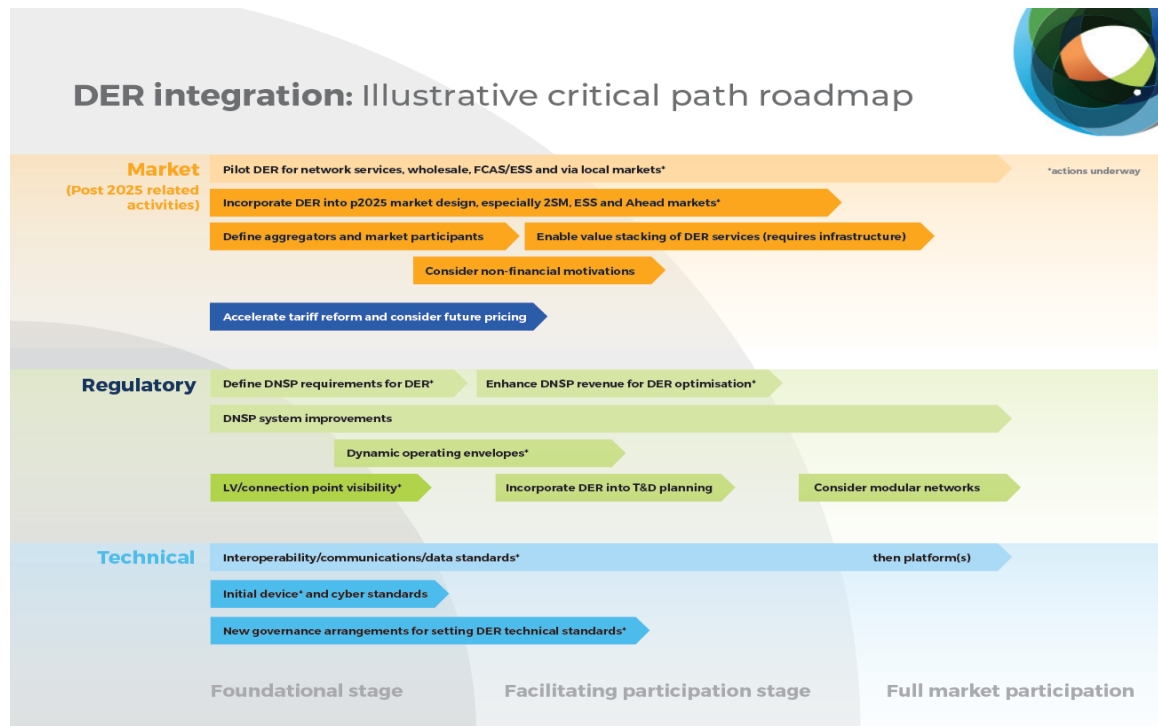 DER integration: Illustrative critical path roadmap
Market
(Post 2025 related
activities)
Pilot DER for network services, wholesale, FCAS/ESS and via local markets*
*actions underway
Incorporate DER into p2025 market design, especially 2SM, ESS and Ahead markets*
Define aggregators and market participants
Enable value stacking of DER services (requires infrastructure)
Consider non-financial motivations
Accelerate tariff reform and consider future pricing
Regulatory
Define DNSP requirements for DER*
Enhance DNSP revenue for DER optimisation*
DNSP system improvements
Dynamic operating envelopes*
LV/connection point visibility*
Incorporate DER into T&D planning
Consider modular networks
Technical
Interoperability/communications/data standards*
then platform(s)
Initial device* and cyber standards
New governance arrangements for setting DER technical standards*
Foundational stage
Facilitating participation stage
Full market participation